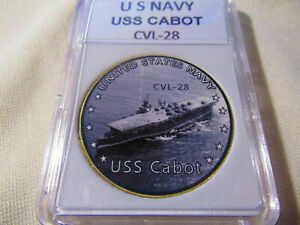 U S NAVY
USS CABOT
CVL-28
UNITED STATES NAVY
CVL-28
USS Cabot